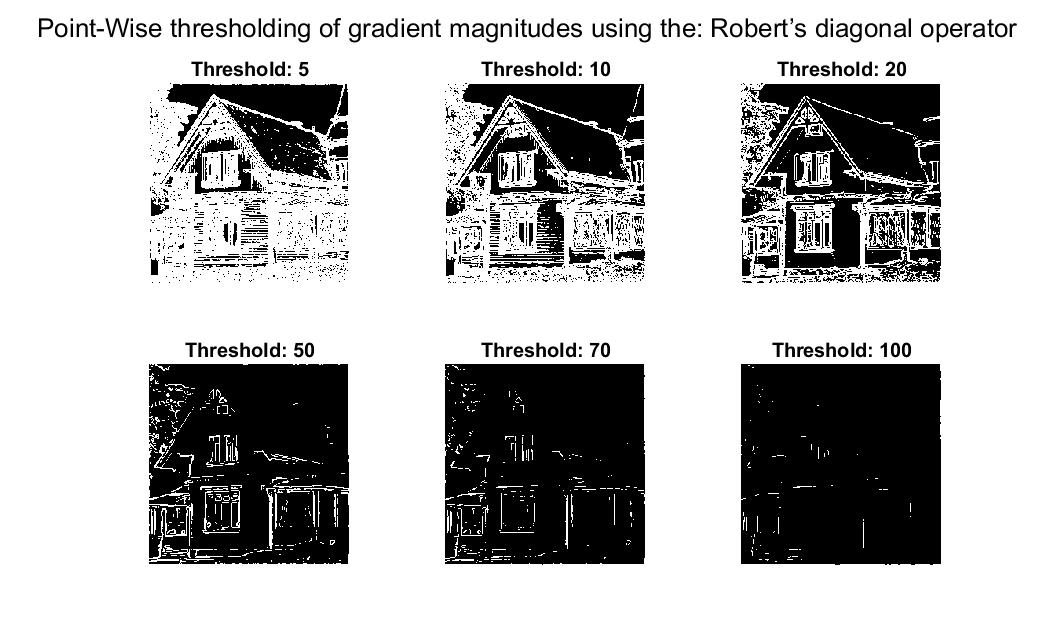 Point-Wise thresholding of gradient magnitudes using the: Robert’s diagonal operator
Threshold: 5
Threshold: 10
Threshold: 20
Threshold: 50
Threshold: 70
Threshold: 100